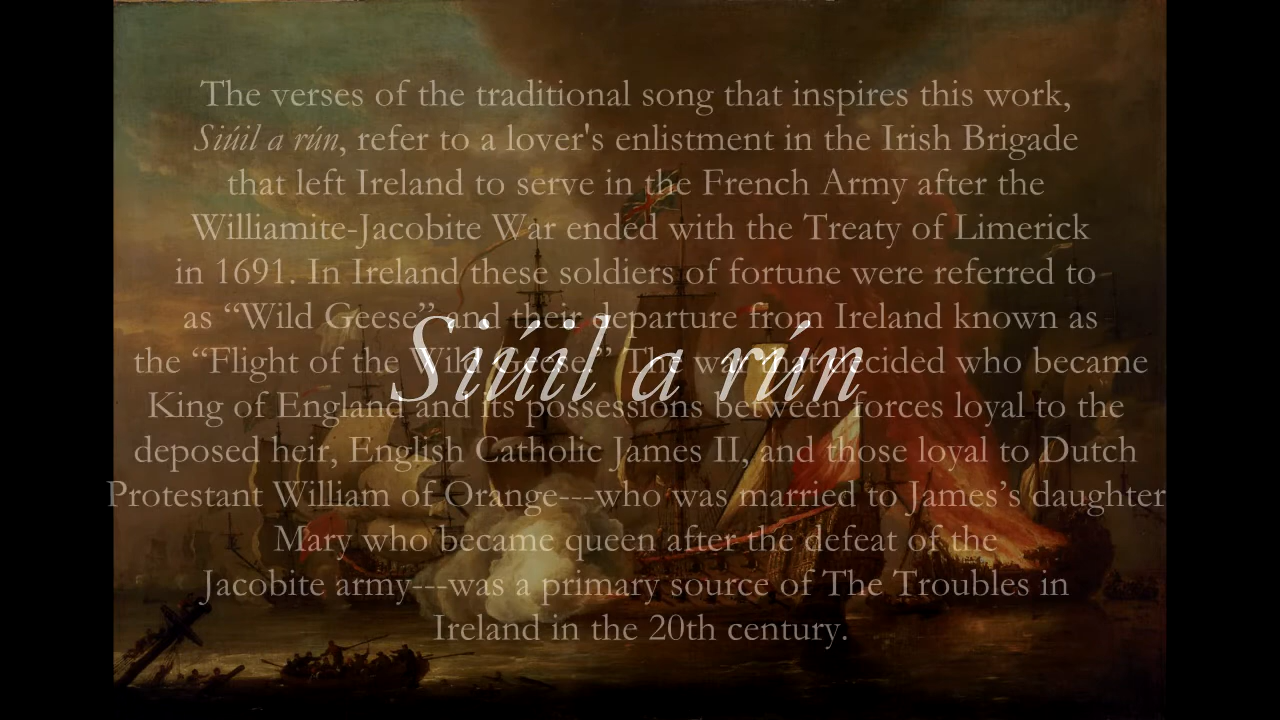 The verses of the traditional song that inspires this work,
Siúil a rún, refer to a lover's enlistment in the Irish Brigade
that left Ireland to serve in the French Army after the
Williamite-Jacobite War ended with the Treaty of Limerick
in 1691. In Ireland these soldiers of fortune were referred to
as “Wild Geese” and their departure from Ireland known as
the “Flight of the Wild Geese.” The war that decided who became
King of England and its possessions between forces loyal to the
deposed heir, English Catholic James II, and those loyal to Dutch
Protestant William of Orange---who was married to James’s daughter
Mary who became queen after the defeat of the
Jacobite army---was a primary source of The Troubles in
Ireland in the 20th century.
Siúil a rún